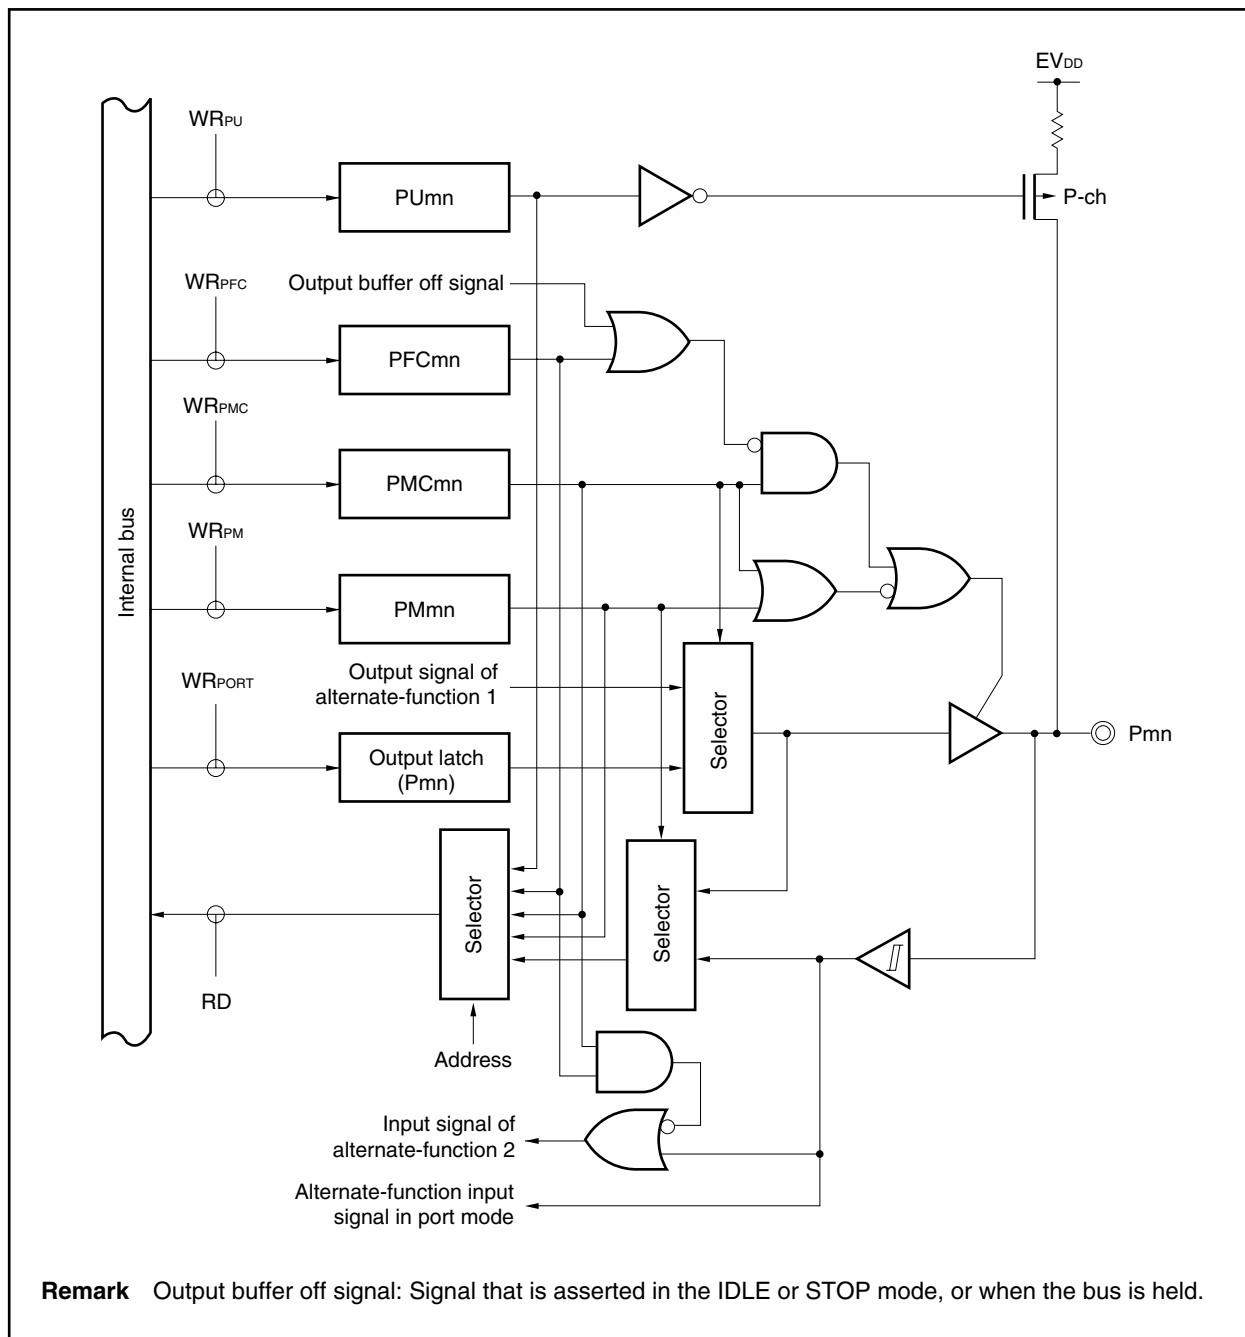 EVDD
WRPU
PUmn
P-ch
WRPFC
Output buffer off signal
PFCmn
WRPMC
PMCmn
Internal bus
WRPM
PMmn
WRPORT
Output signal of
alternate-function 1
Selector
Output latch
(Pmn)
Pmn
Selector
Selector
RD
Address
Input signal of
alternate-function 2
Alternate-function input
signal in port mode
Remark Output buffer off signal: Signal that is asserted in the IDLE or STOP mode, or when the bus is held.